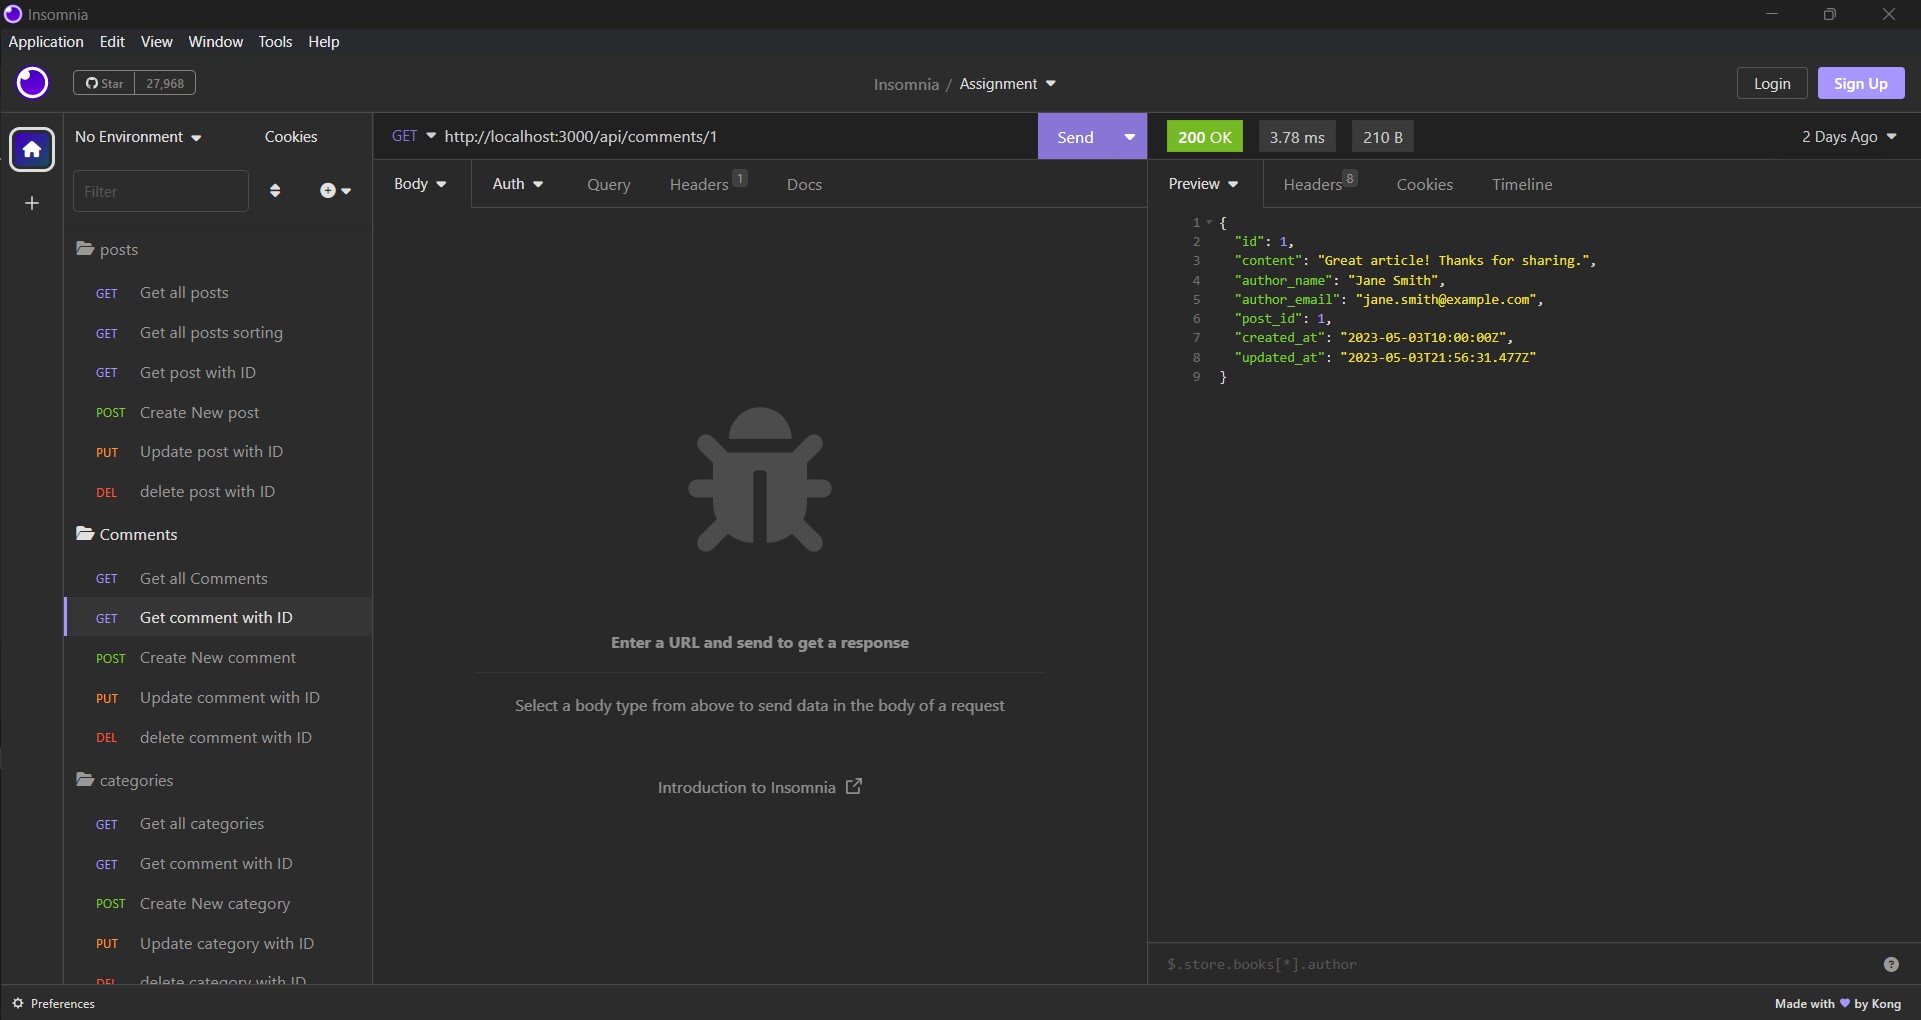 Insomnia
Application Edit View Window Tools Help
Star 27,968
Insomnia / Assignment
Login
Sign Up
No Environment
Cookies
Filter
posts
GET Get all posts
GET Get all posts sorting
GET Get post with ID
POST Create New post
PUT Update post with ID
DEL delete post with ID
Comments
GET Get all Comments
GET Get comment with ID
POST Create New comment
PUT Update comment with ID
DEL delete comment with ID
categories
GET Get all categories
GET Get comment with ID
POST Create New category
PUT Update category with ID
DEL delete category with ID
GET http://localhost:3000/api/comments/1
Send
Body Auth Query Headers 1 Docs
Enter a URL and send to get a response
Select a body type from above to send data in the body of a request
Introduction to Insomnia
200 OK 3.78 ms 210 B 2 Days Ago
Preview Headers 8 Cookies Timeline
1 {
2 "id": 1,
3 "content": "Great article! Thanks for sharing.",
4 "author_name": "Jane Smith",
5 "author_email": "jane.smith@example.com",
6 "post_id": 1,
7 "created_at": "2023-05-03T10:00:00Z",
8 "updated_at": "2023-05-03T21:56:31.477Z"
9 }
$.store.books[*].author
?
Preferences
Made with 💜 by Kong